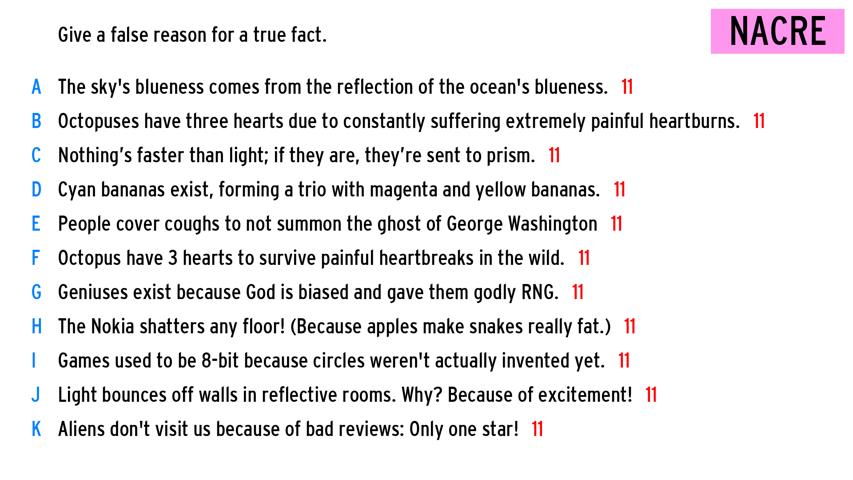 Give a false reason for a true fact.
NACRE
A The sky's blueness comes from the reflection of the ocean's blueness. 11
B Octopuses have three hearts due to constantly suffering extremely painful heartburns. 11
C Nothing’s faster than light; if they are, they’re sent to prism. 11
D Cyan bananas exist, forming a trio with magenta and yellow bananas. 11
E People cover coughs to not summon the ghost of George Washington 11
F Octopus have 3 hearts to survive painful heartbreaks in the wild. 11
G Geniuses exist because God is biased and gave them godly RNG. 11
H The Nokia shatters any floor! (Because apples make snakes really fat.) 11
I Games used to be 8-bit because circles weren't actually invented yet. 11
J Light bounces off walls in reflective rooms. Why? Because of excitement! 11
K Aliens don't visit us because of bad reviews: Only one star! 11